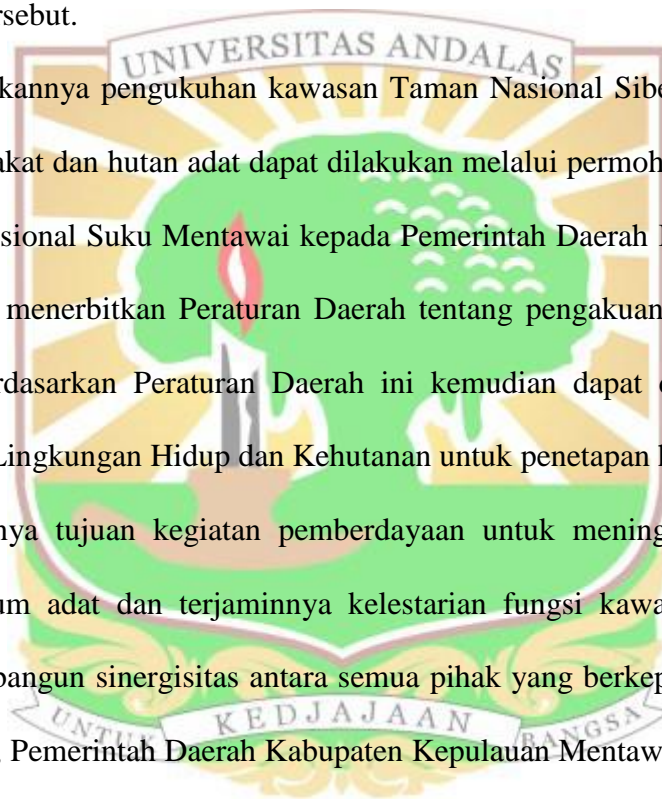 rsebut.
UNIVERSITAS ANDALAS
kannya pengukuhan kawasan Taman Nasional Sibe
akat dan hutan adat dapat dilakukan melalui permoh
sional Suku Mentawai kepada Pemerintah Daerah
menerbitkan Peraturan Daerah tentang pengakuan
rdasarkan Peraturan Daerah ini kemudian dapat
Lingkungan Hidup dan Kehutanan untuk penetapan
nya tujuan kegiatan pemberdayaan untuk mening
um adat dan terjaminnya kelestarian fungsi kawa
bangun sinergisitas antara semua pihak yang berkep
UNTUK KEDJAJAAN BANGSA
Pemerintah Daerah Kabupaten Kepulauan Mentaw